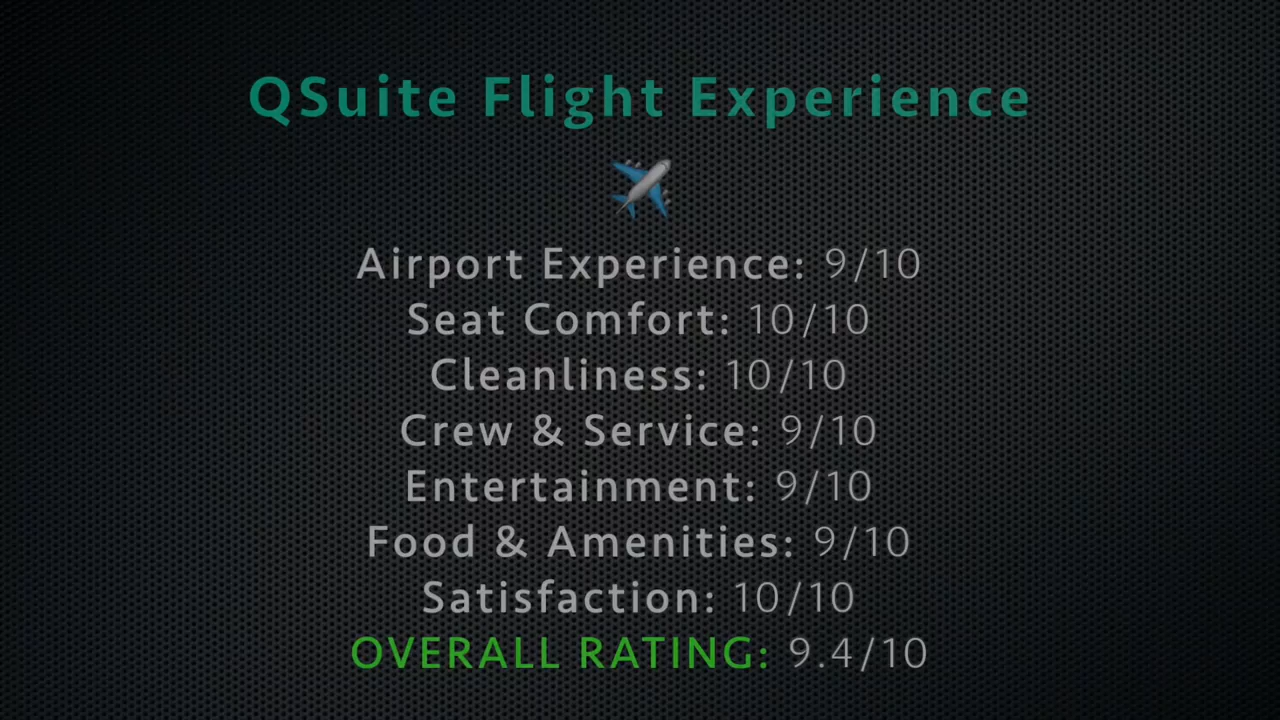 QSuite Flight Experience
Airport Experience: 9/10
Seat Comfort: 10/10
Cleanliness: 10/10
Crew & Service: 9/10
Entertainment: 9/10
Food & Amenities: 9/10
Satisfaction: 10/10
OVERALL RATING: 9.4/10